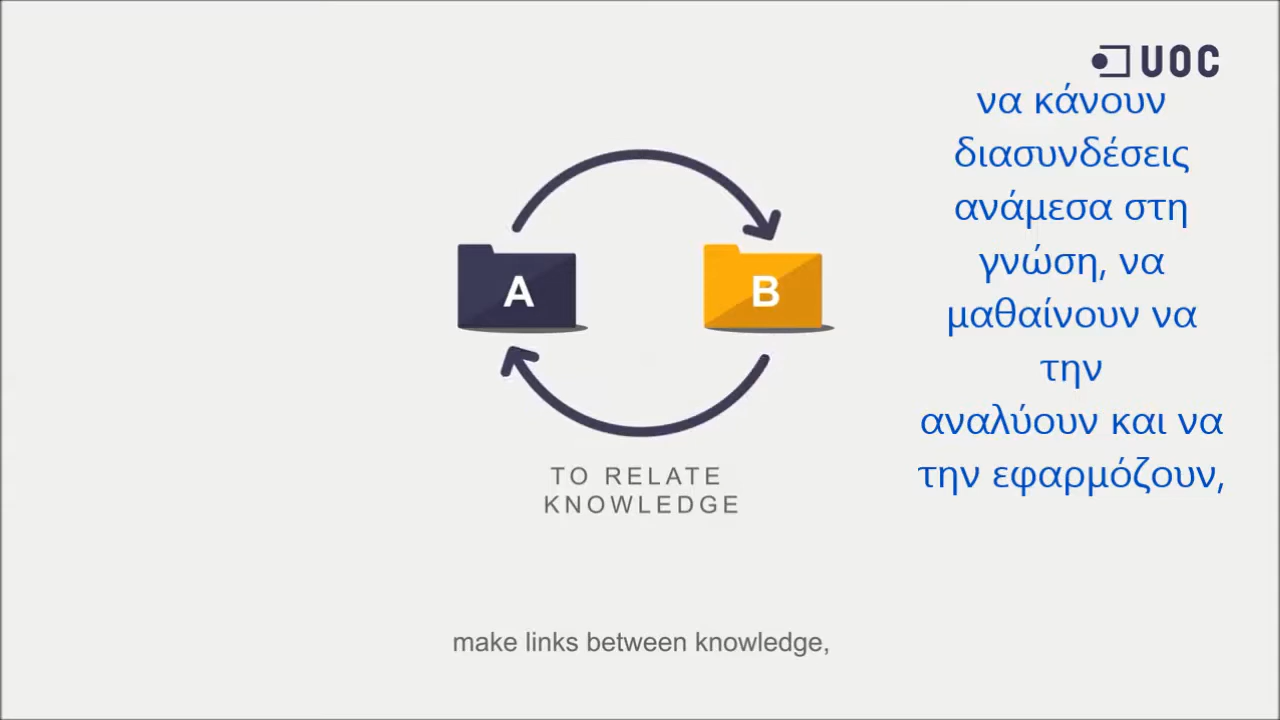 UOC
να κάνουν
διασυνδέσεις
ανάμεσα στη
γνώση, να
μαθαίνουν να
την
αναλύουν και να
την εφαρμόζουν,
A
B
TO RELATE
KNOWLEDGE
make links between knowledge,